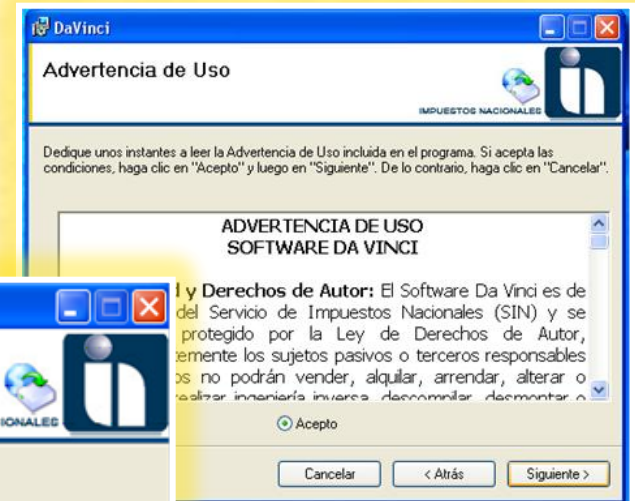 DaVinci
Advertencia de Uso
IMPUESTOS NACIONALES
Dedique unos instantes a leer la Advertencia de Uso incluida en el programa. Si acepta las
condiciones, haga clic en "Acepto" y luego en "Siguiente". De lo contrario, haga clic en "Cancelar".
ADVERTENCIA DE USO
SOFTWARE DA VINCI
y Derechos de Autor: El Software Da Vinci es de
del Servicio de Impuestos Nacionales (SIN) y se
protegido por la Ley de Derechos de Autor,
los sujetos pasivos o terceros responsables
no podrán vender, alquilar, arrendar, alterar o
realizar ingeniería inversa, descompilar, desmontar o
IONALES
Acepto
Cancelar
< Atrás
Siguiente >